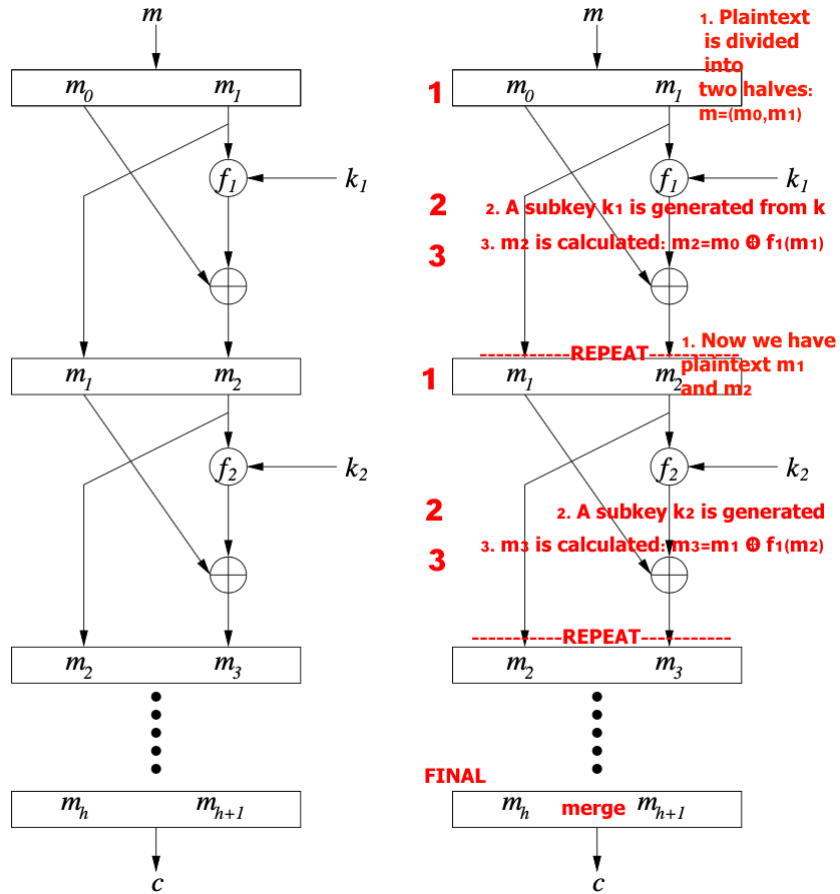 m
m0 m1
f1
k1
m1 m2
f2
k2
m2 m3
mh mh+1
c
m
1. Plaintext
is divided
into
two halves:
m=(m0,m1)
1
m0 m1
f1
k1
2
2. A subkey k1 is generated from k
3
3. m2 is calculated: m2=m0 ⊕ f1(m1)
------------REPEAT------------
1. Now we have
plaintext m1
and m2
1
m1 m2
f2
k2
2
2. A subkey k2 is generated
3
3. m3 is calculated: m3=m1 ⊕ f1(m2)
------------REPEAT------------
m2 m3
FINAL
mh merge mh+1
c